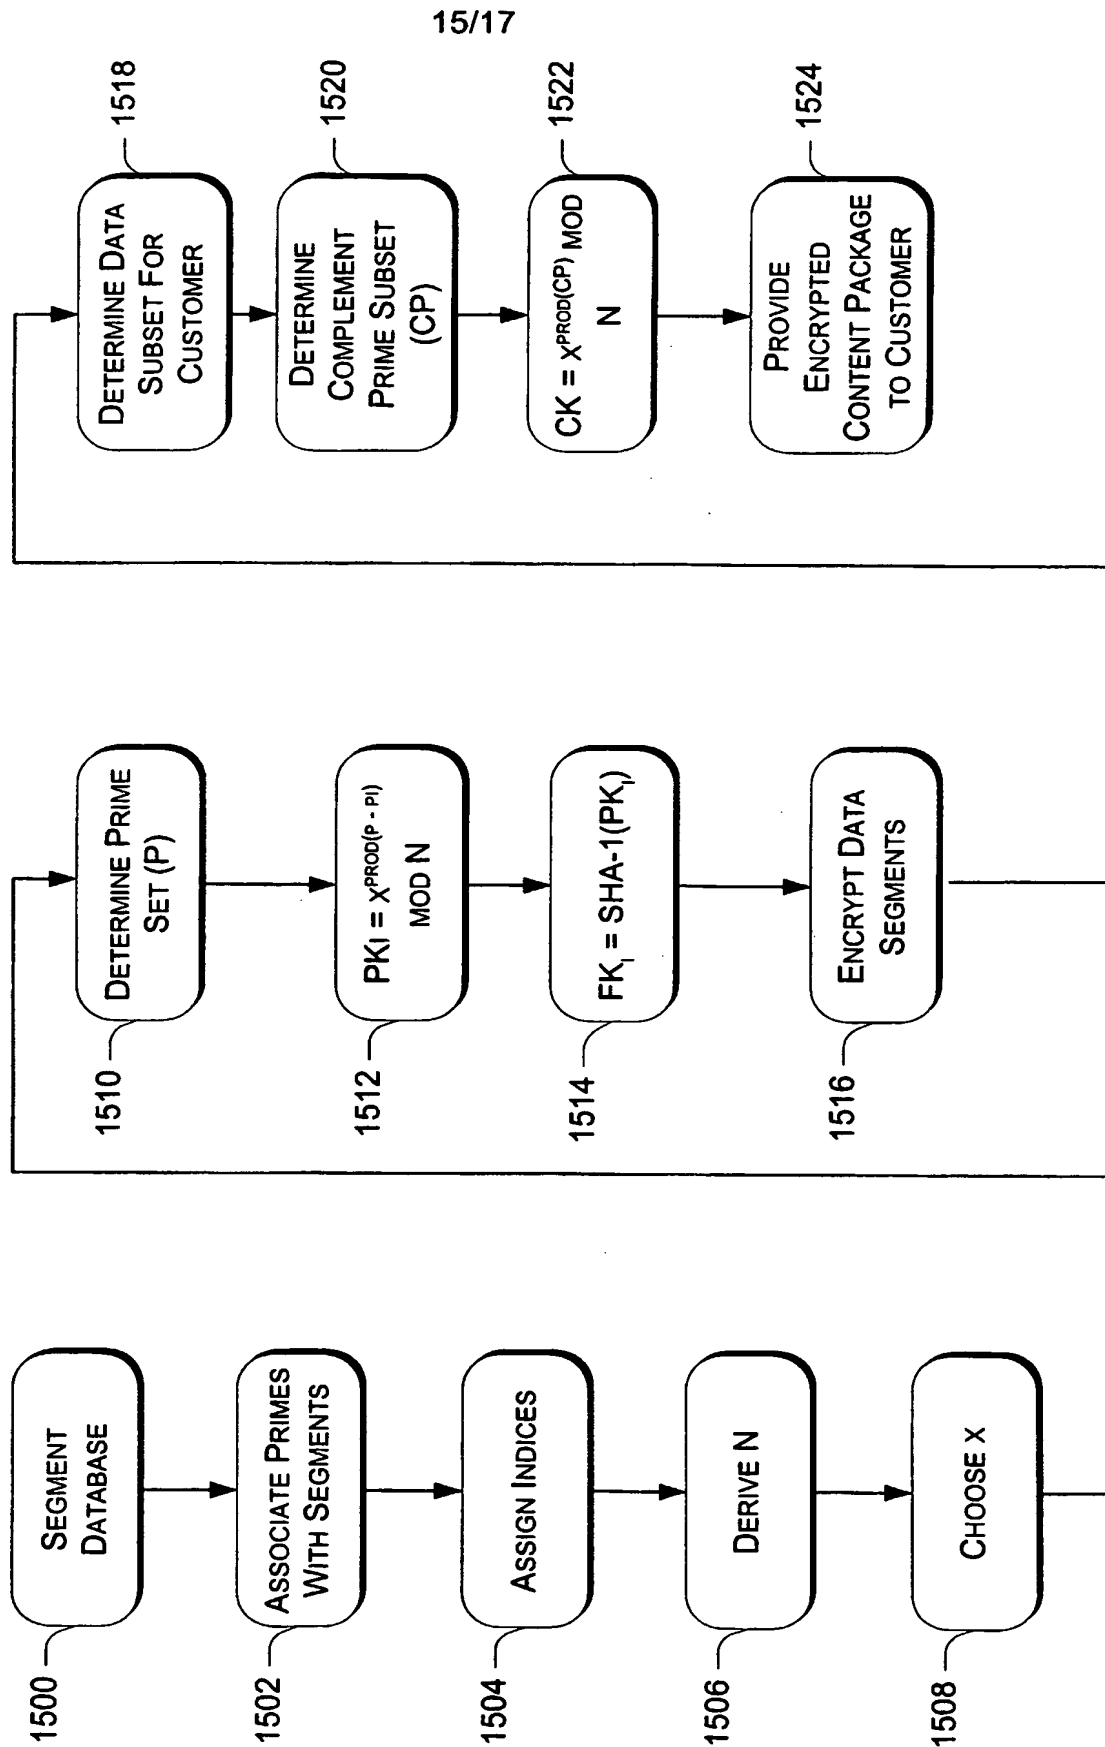 15/17
1500
SEGMENT
DATABASE
1502
ASSOCIATE PRIMES
WITH SEGMENTS
1504
ASSIGN INDICES
1506
DERIVE N
1508
CHOOSE X
1510
DETERMINE PRIME
SET (P)
1512
PKI = X^PROD(P - PI)
MOD N
1514
FK_I = SHA-1(PK_I)
1516
ENCRYPT DATA
SEGMENTS
1518
DETERMINE DATA
SUBSET FOR
CUSTOMER
1520
DETERMINE
COMPLEMENT
PRIME SUBSET
(CP)
1522
CK = X^PROD(CP) MOD
N
1524
PROVIDE
ENCRYPTED
CONTENT PACKAGE
TO CUSTOMER